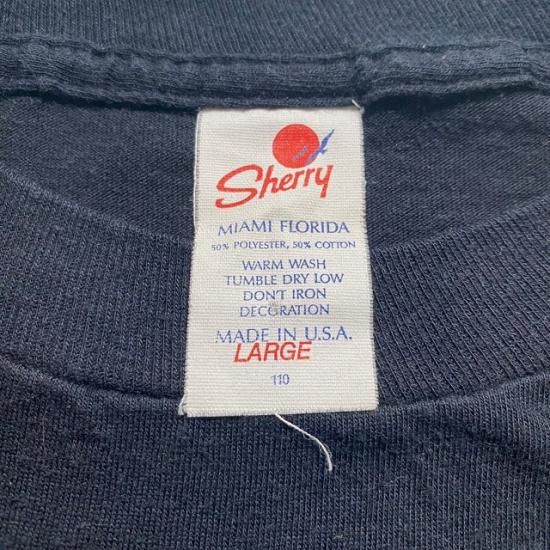 Sherry
MIAMI FLORIDA
50% POLYESTER, 50% COTTON
WARM WASH
TUMBLE DRY LOW
DON'T IRON
DECORATION
MADE IN U.S.A.
LARGE
110